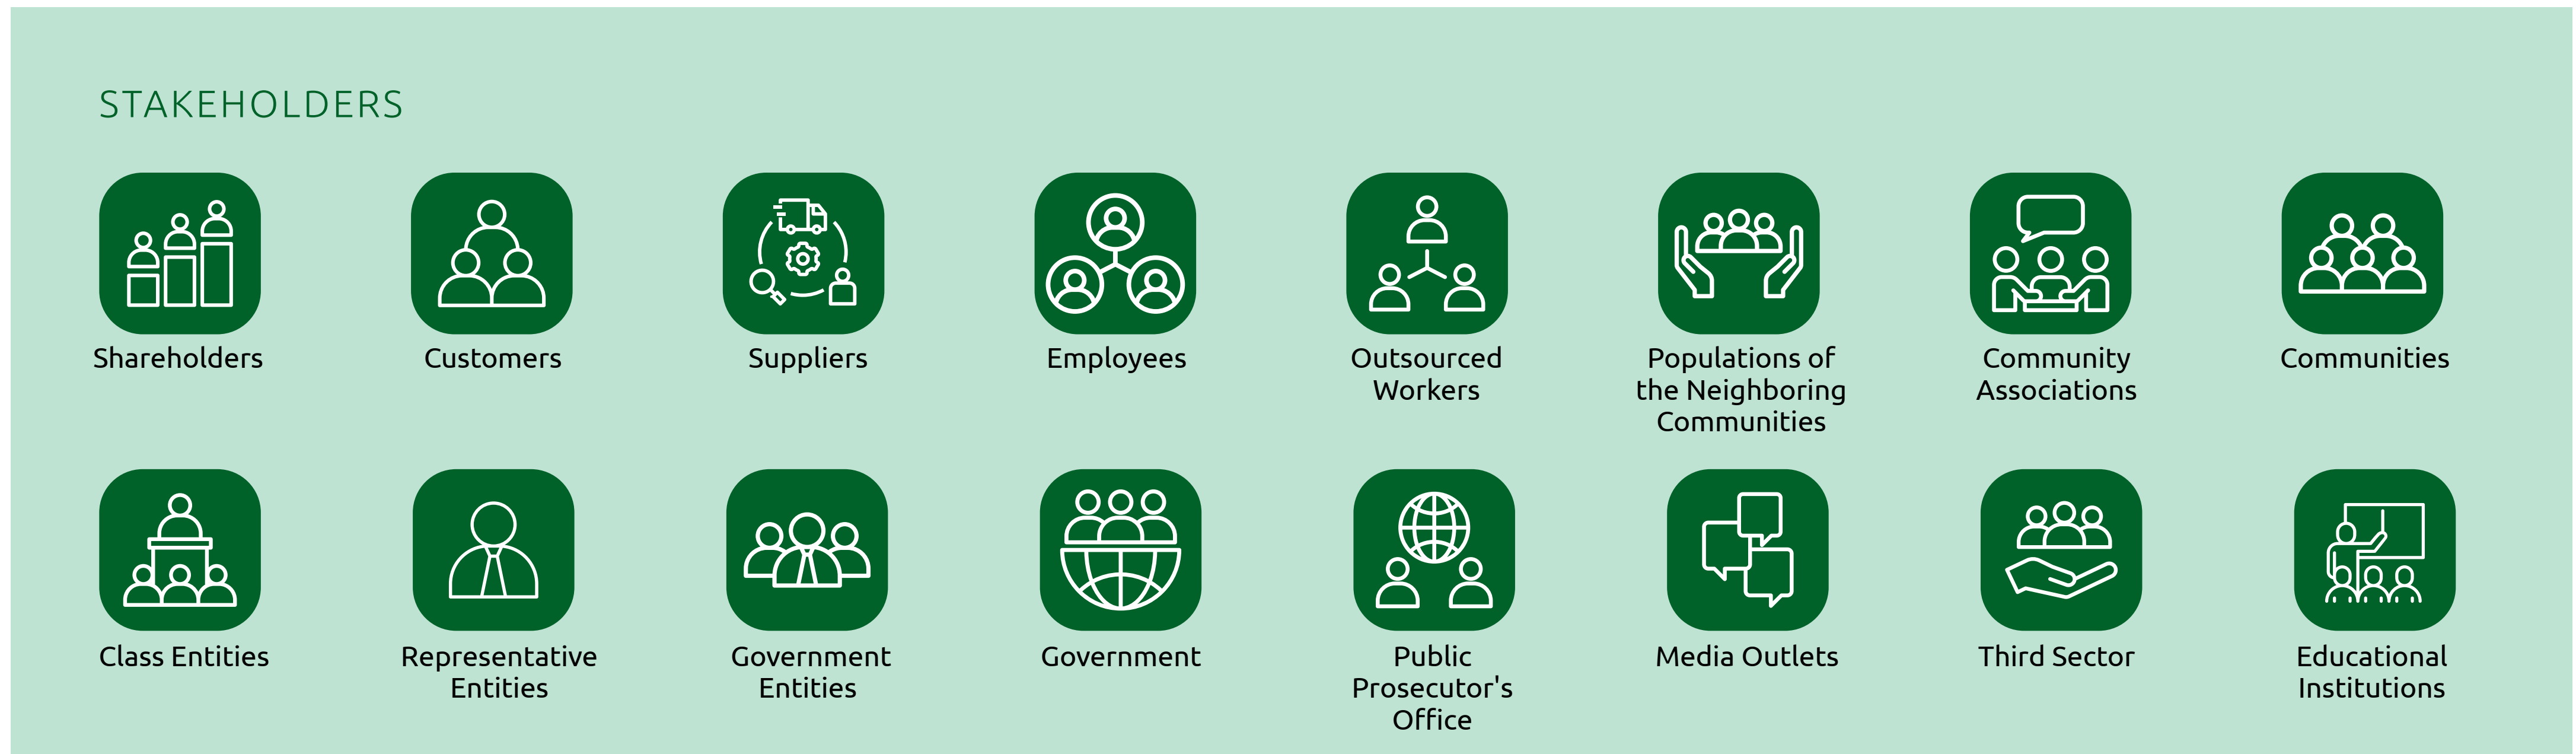 STAKEHOLDERS
Shareholders
Customers
Suppliers
Employees
Outsourced
Workers
Populations of
the Neighboring
Communities
Community
Associations
Communities
Class Entities
Representative
Entities
Government
Entities
Government
Public
Prosecutor's
Office
Media Outlets
Third Sector
Educational
Institutions